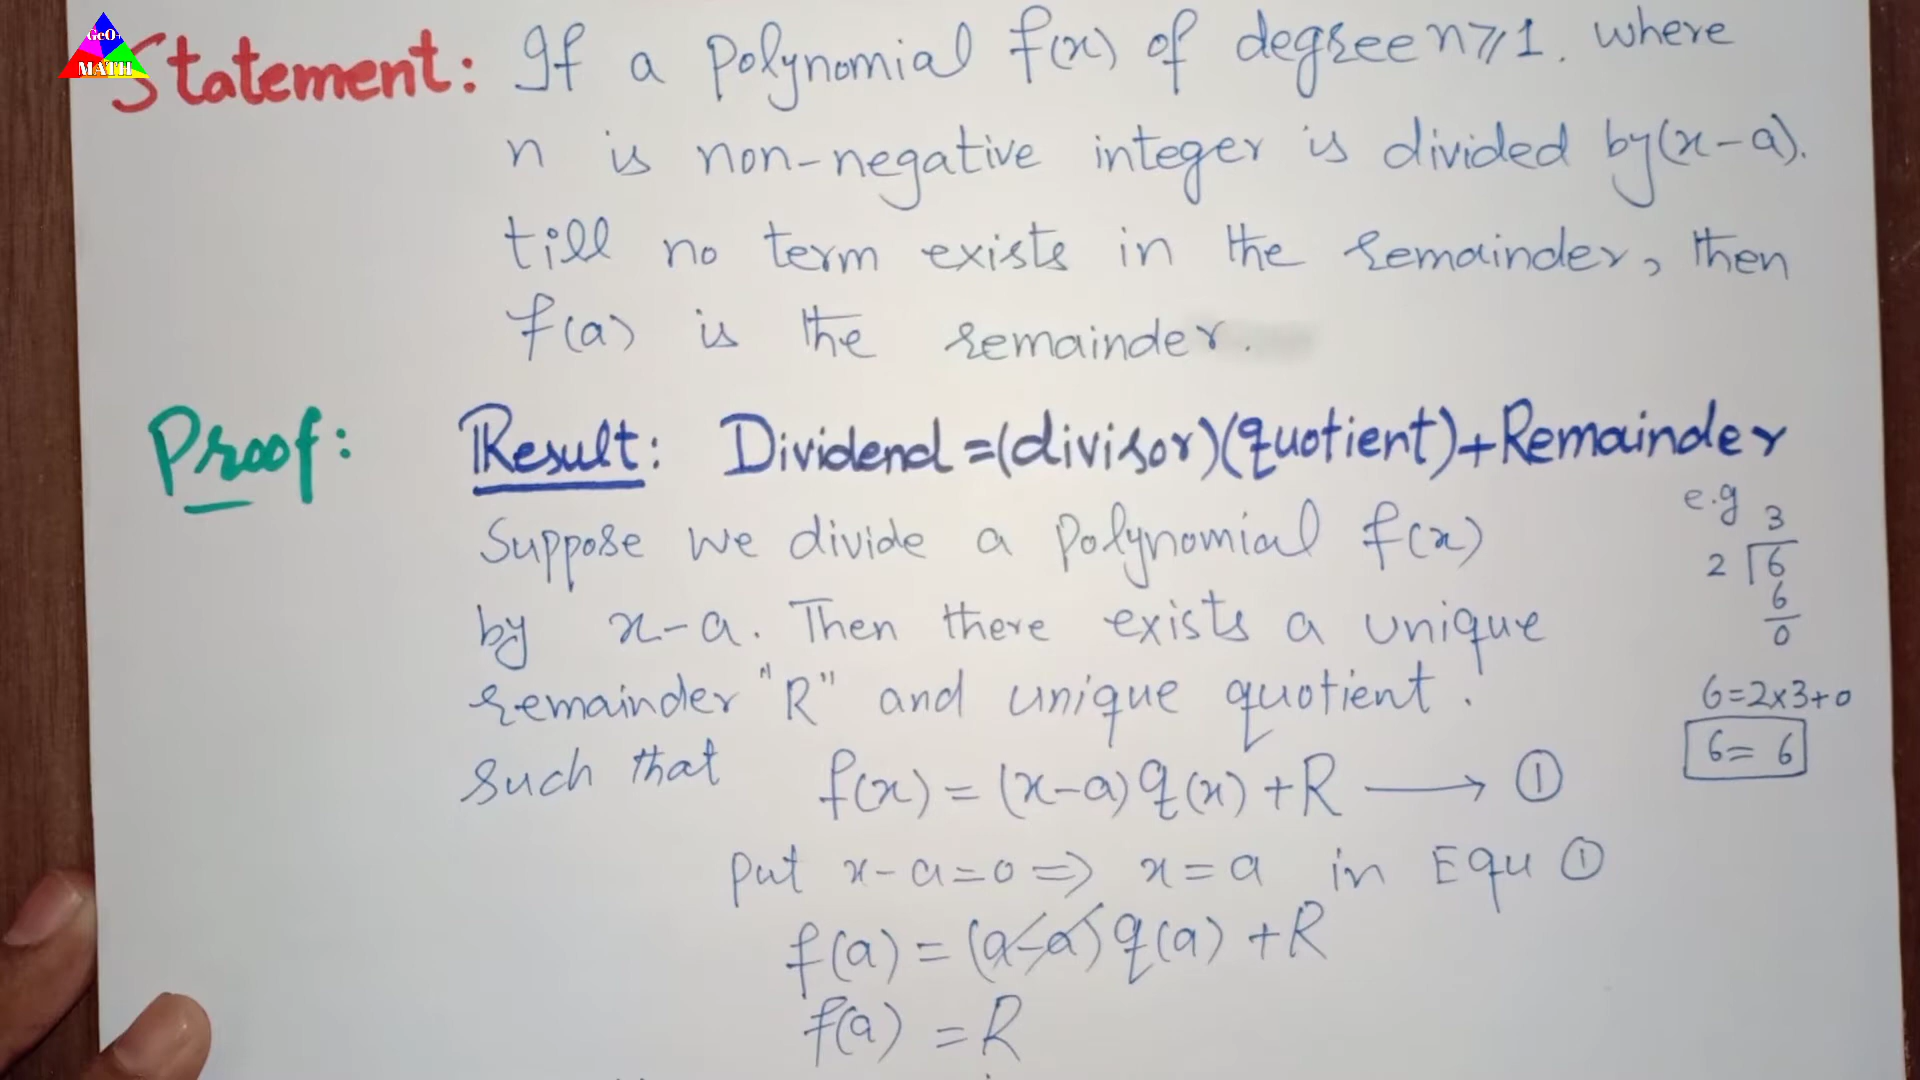 GeO+
MATH
Statement: If a polynomial f(x) of degree n⩾1. where
n is non-negative integer is divided by (x-a).
till no term exists in the remainder, then
f(a) is the remainder.
Proof: Result: Dividend =(divisor)(quotient)+Remainder
Suppose we divide a polynomial f(x)
by x-a. Then there exists a unique
remainder "R" and unique quotient.
such that f(x) = (x-a) q(x) + R ⟶ ①
put x-a=0 ⇒ x=a in Equ ①
f(a) = (a-a) q(a) + R
f(a) = R
e.g
3
2 6
6
0
6=2x3+0
6= 6